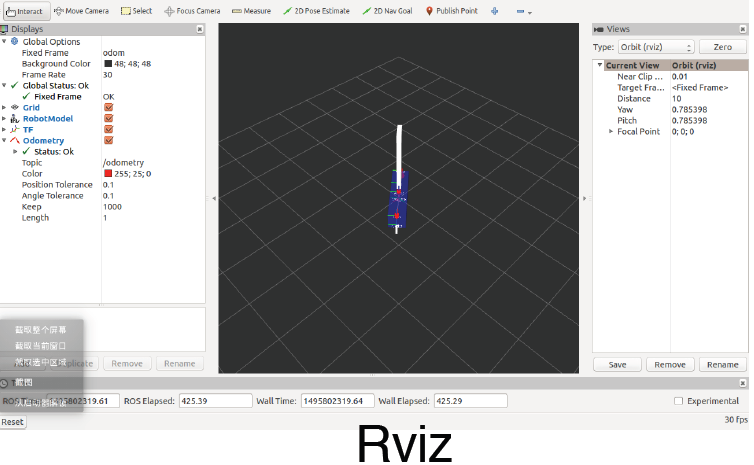 Interact Move Camera Select Focus Camera Measure 2D Pose Estimate 2D Nav Goal Publish Point
Displays
Global Options
Fixed Frame odom
Background Color 48; 48; 48
Frame Rate 30
Global Status: Ok
Fixed Frame OK
Grid
RobotModel
TF
Odometry
Status: Ok
Topic /odometry
Color 255; 25; 0
Position Tolerance 0.1
Angle Tolerance 0.1
Keep 1000
Length 1
截取整个屏幕
截取当前窗口
截取选中区域
截图
Remove Rename
Views
Type: Orbit (rviz) Zero
Current View Orbit (rviz)
Near Clip ... 0.01
Target Fra... <Fixed Frame>
Distance 10
Yaw 0.785398
Pitch 0.785398
Focal Point 0; 0; 0
Save Remove Rename
1495802319.61 ROS Elapsed: 425.39 Wall Time: 1495802319.64 Wall Elapsed: 425.29 Experimental
Reset 30 fps
Rviz